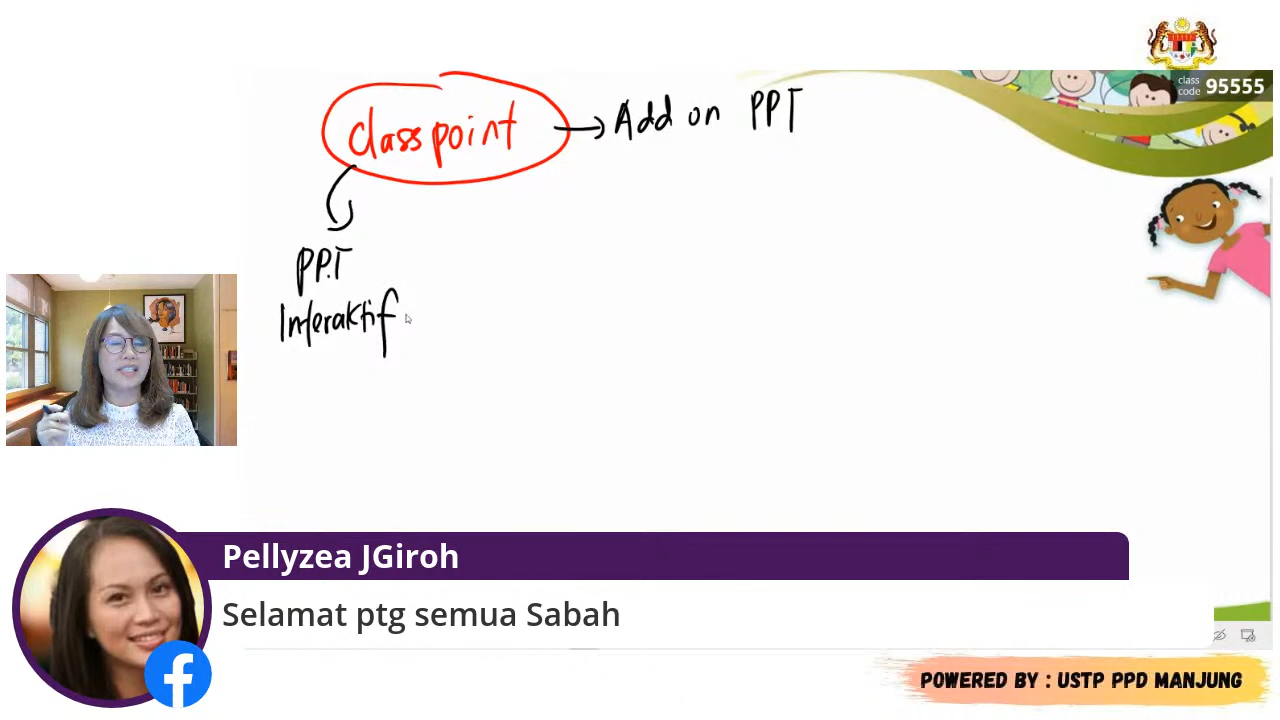 class
code 95555
classpoint
Add on PPT
PPT
Interaktif
Pellyzea JGiroh
Selamat ptg semua Sabah
POWERED BY : USTP PPD MANJUNG